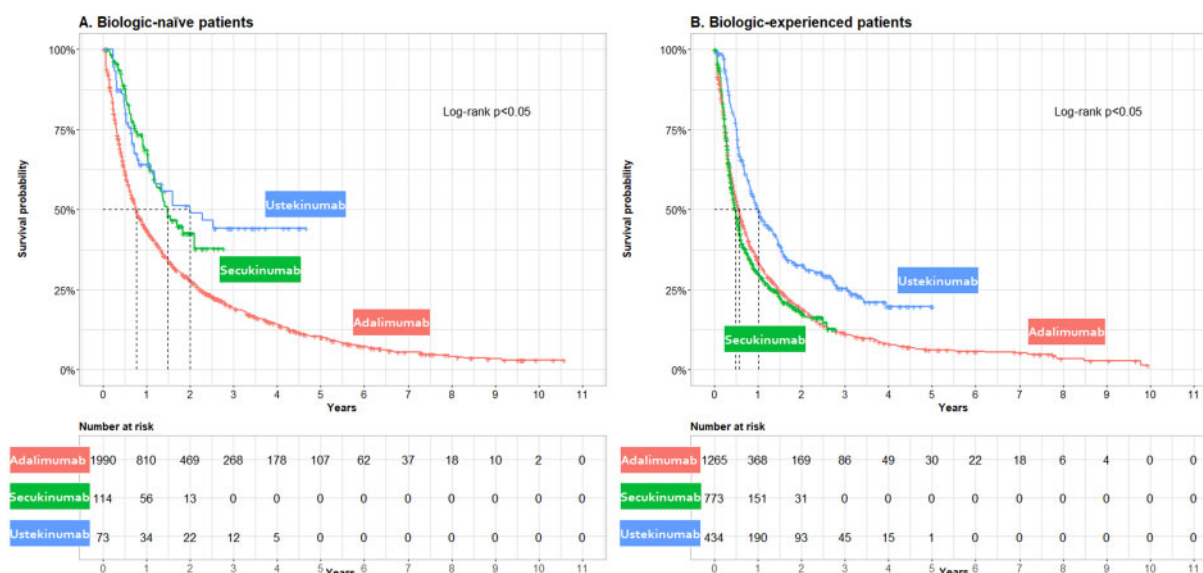 A. Biologic-naïve patients
100%
75%
50%
25%
0%
Survival probability
Log-rank p<0.05
Ustekinumab
Secukinumab
Adalimumab
0 1 2 3 4 5 6 7 8 9 10 11
Years
Number at risk
Adalimumab 1990 810 469 268 178 107 62 37 18 10 2 0
Secukinumab 114 56 13 0 0 0 0 0 0 0 0 0
Ustekinumab 73 34 22 12 5 0 0 0 0 0 0 0
0 1 2 3 4 5 6 7 8 9 10 11
Years
B. Biologic-experienced patients
100%
75%
50%
25%
0%
Survival probability
Log-rank p<0.05
Ustekinumab
Secukinumab
Adalimumab
0 1 2 3 4 5 6 7 8 9 10 11
Years
Number at risk
Adalimumab 1265 368 169 86 49 30 22 18 6 4 0 0
Secukinumab 773 151 31 0 0 0 0 0 0 0 0 0
Ustekinumab 434 190 93 45 15 1 0 0 0 0 0 0
0 1 2 3 4 5 6 7 8 9 10 11
Years